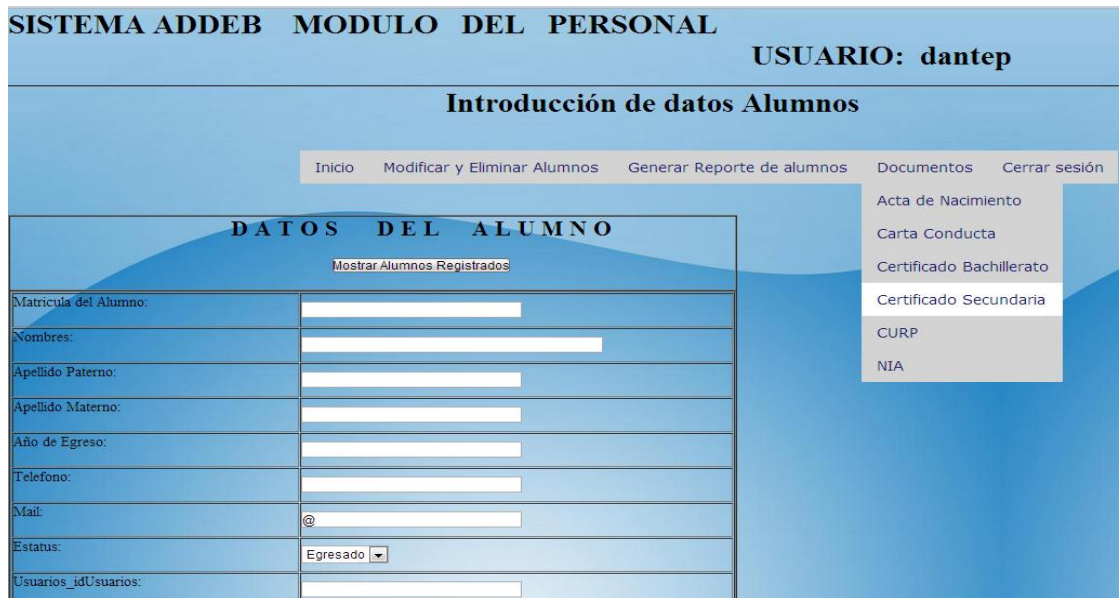 SISTEMA ADDEB MODULO DEL PERSONAL
USUARIO: dantep
Introducción de datos Alumnos
Inicio Modificar y Eliminar Alumnos Generar Reporte de alumnos Documentos Cerrar sesión
Acta de Nacimiento
Carta Conducta
Certificado Bachillerato
Certificado Secundaria
CURP
NIA
DATOS DEL ALUMNO
Mostrar Alumnos Registrados
Matricula del Alumno:
Nombres:
Apellido Paterno:
Apellido Materno:
Año de Egreso:
Telefono:
Mail: @
Estatus: Egresado
Usuarios_idUsuarios: